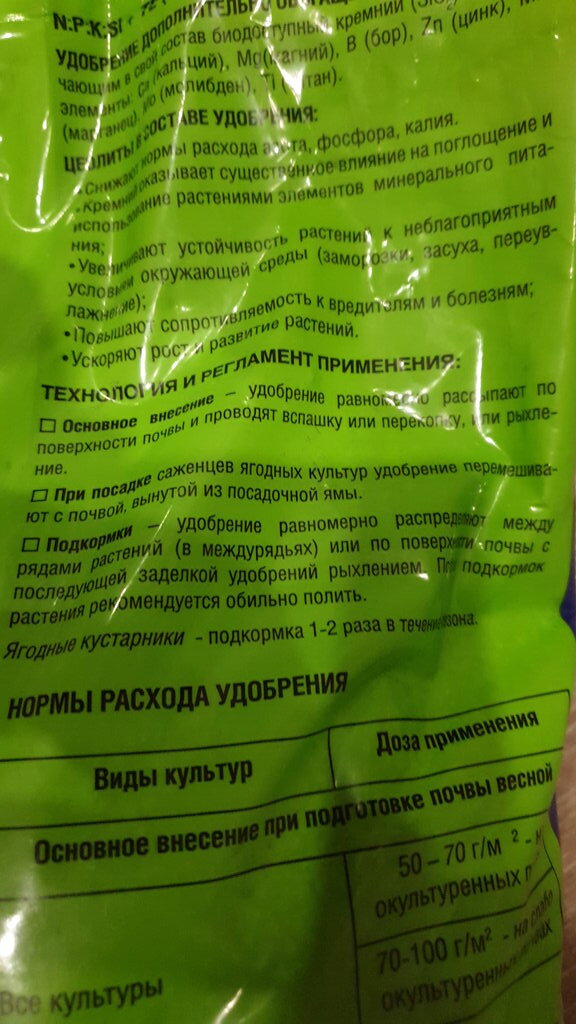 N:P:K:Si
УДОБРЕНИЕ ДОПОЛНИТЕЛЬНО
чающим в свой состав биодоступный кремний
элементы: Ca (кальций), Mg (магний), B (бор), Zn (цинк),
(марганец), Mo (молибден), Ti (титан).
ЦЕОЛИТЫ В СОСТАВЕ УДОБРЕНИЯ:
•Снижают нормы расхода азота, фосфора, калия.
•Кремний оказывает существенное влияние на поглощение и
использование растениями элементов минерального пита-
ния;
•Увеличивают устойчивость растений к неблагоприятным
условиям окружающей среды (заморозки, засуха, переув-
лажнение);
•Повышают сопротивляемость к вредителям и болезням;
•Ускоряют рост и развитие растений.
ТЕХНОЛОГИЯ И РЕГЛАМЕНТ ПРИМЕНЕНИЯ:
☐ Основное внесение – удобрение равномерно рассыпают по
поверхности почвы и проводят вспашку или перекопку, или рыхле-
ние.
☐ При посадке саженцев ягодных культур удобрение перемешива-
ют с почвой, вынутой из посадочной ямы.
☐ Подкормки – удобрение равномерно распределяют между
рядами растений (в междурядьях) или по поверхности почвы с
последующей заделкой удобрений рыхлением. После подкормок
растения рекомендуется обильно полить.
Ягодные кустарники - подкормка 1-2 раза в течение сезона.
НОРМЫ РАСХОДА УДОБРЕНИЯ
Виды культур
Доза применения
Основное внесение при подготовке почвы весной
50 – 70 г/м ² -
окультуренных
Все культуры
70-100 г/м² - на слабо
окультуренных почвах